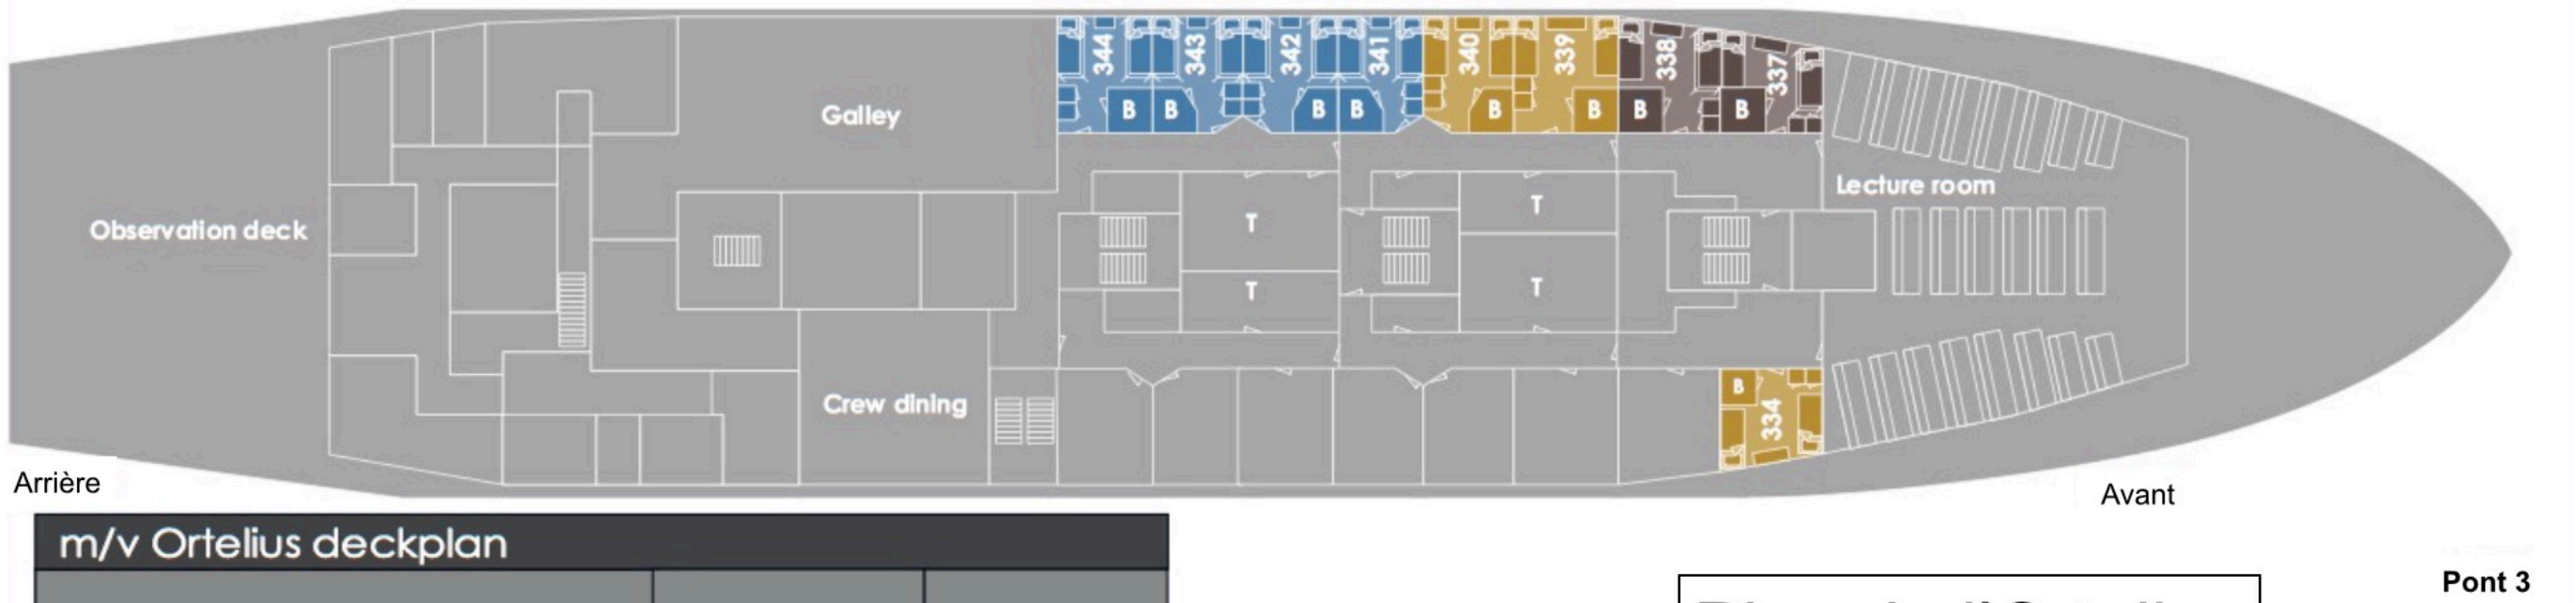 344
343
342
341
340
339
338
337
B
B
B
B
B
B
B
B
Galley
Lecture room
Observation deck
T
T
T
T
B
334
Crew dining
Arrière
Avant
m/v Ortelius deckplan
Pont 3